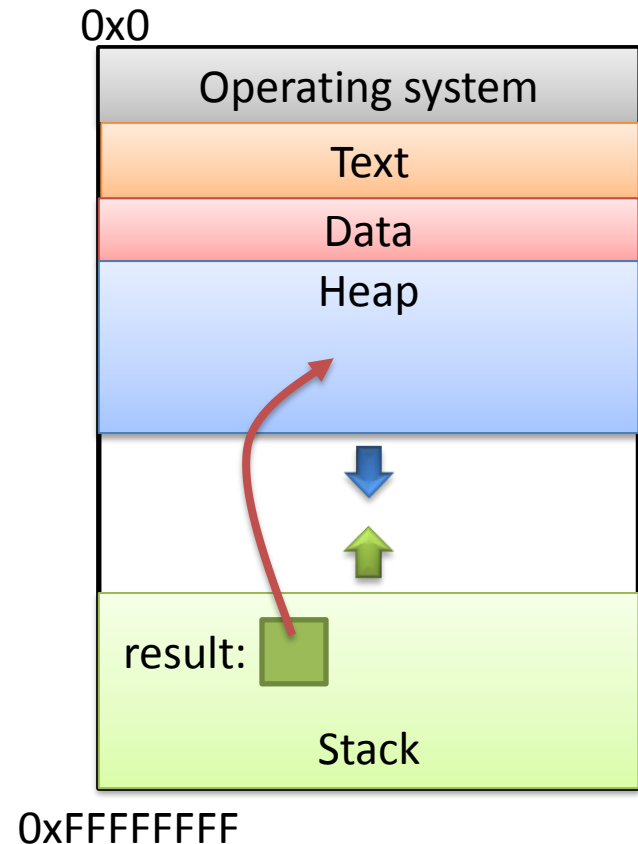 0x0
Operating system
Text
Data
Heap
result:
Stack
0xFFFFFFFF